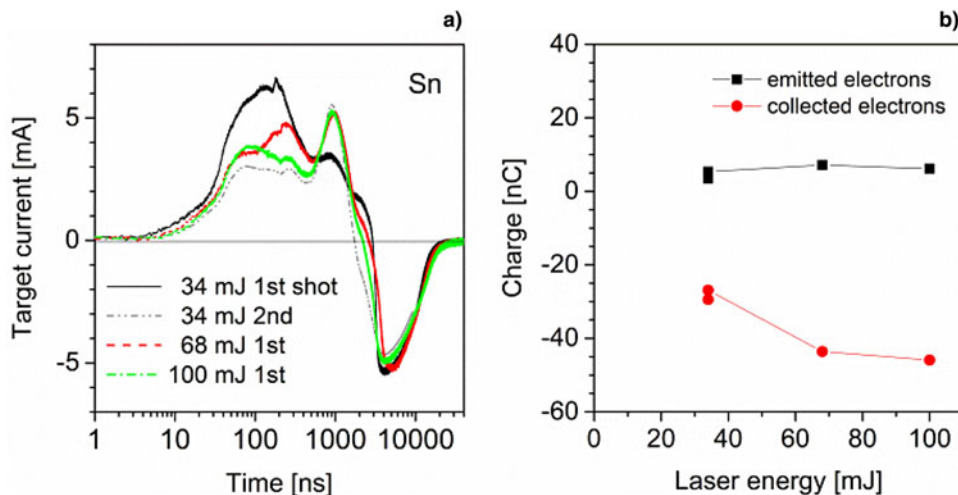 a)
Sn
Target current [mA]
5
0
-5
34 mJ 1st shot
34 mJ 2nd
68 mJ 1st
100 mJ 1st
1 10 100 1000 10000
Time [ns]
b)
emitted electrons
collected electrons
Charge [nC]
40
20
0
-20
-40
-60
0 20 40 60 80 100
Laser energy [mJ]